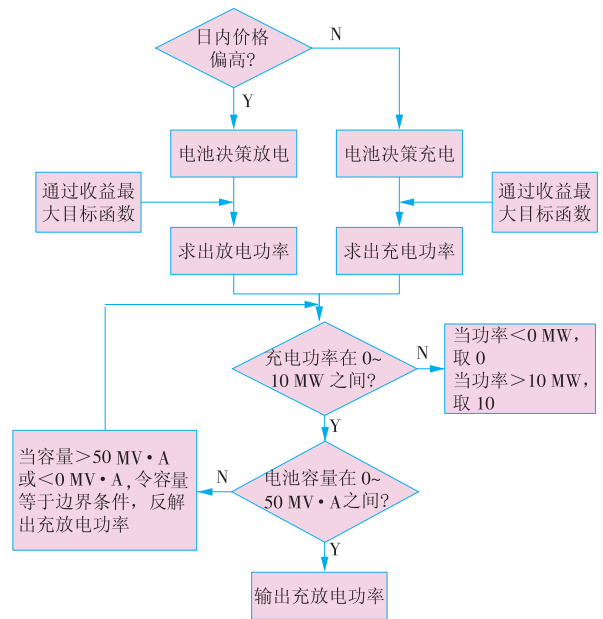 日内价格
偏高?
N
Y
电池决策放电
电池决策充电
通过收益最
大目标函数
通过收益最
大目标函数
求出放电功率
求出充电功率
充电功率在 0~
10 MW 之间?
N
当功率<0 MW,
取 0
当功率>10 MW,
取 10
Y
当容量>50 MV·A
或<0 MV·A,令容量
等于边界条件，反解
出充放电功率
N
电池容量在 0~
50 MV·A之间?
Y
输出充放电功率